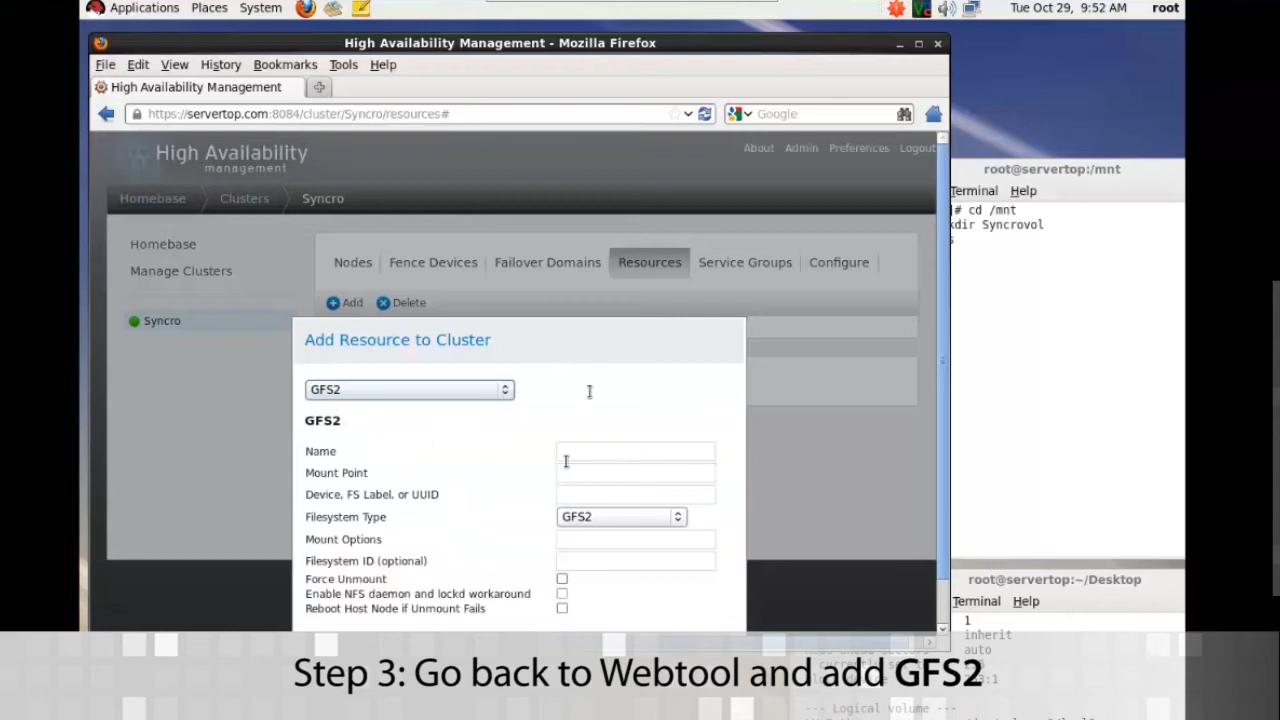 Applications Places System
Tue Oct 29, 9:52 AM root
High Availability Management - Mozilla Firefox
File Edit View History Bookmarks Tools Help
High Availability Management
https://servertop.com:8084/cluster/Syncro/resources#
Google
High Availability
management
About Admin Preferences Logout
Homebase Clusters Syncro
Homebase
Manage Clusters
Syncro
Nodes Fence Devices Failover Domains Resources Service Groups Configure
Add Delete
Add Resource to Cluster
GFS2
GFS2
Name
Mount Point
Device, FS Label, or UUID
Filesystem Type GFS2
Mount Options
Filesystem ID (optional)
Force Unmount
Enable NFS daemon and lockd workaround
Reboot Host Node if Unmount Fails
root@servertop:/mnt
Terminal Help
]# cd /mnt
kdir Syncrovol
s
root@servertop:~/Desktop
Terminal Help
1
inherit
auto
--- Logical volume ---
Step 3: Go back to Webtool and add GFS2